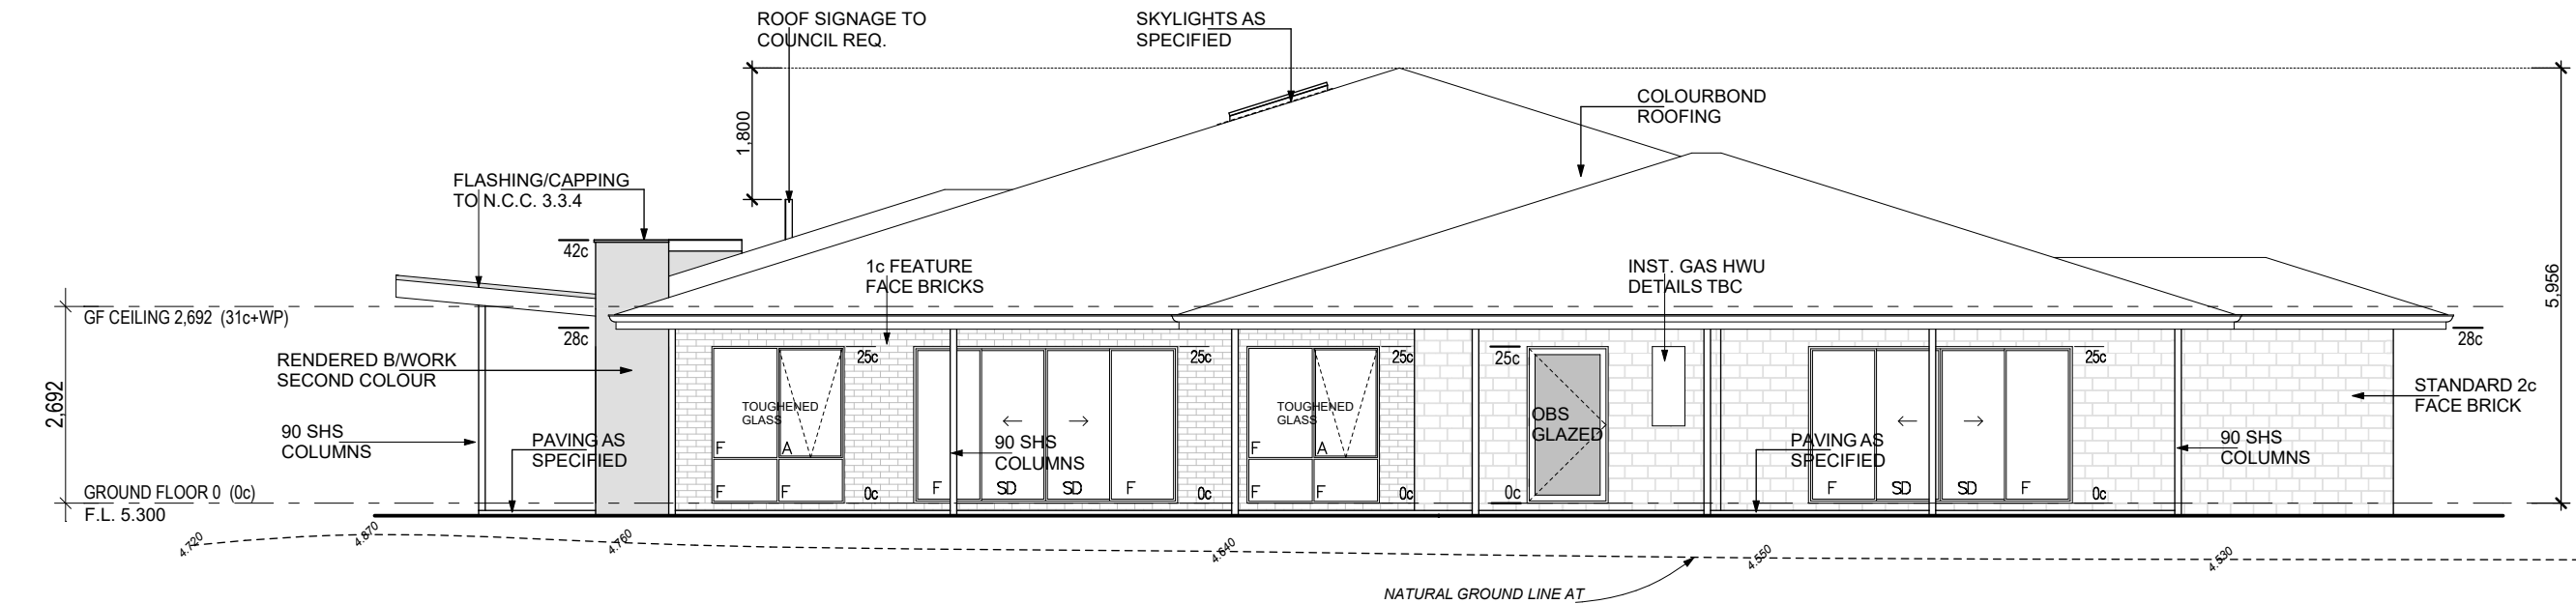 ROOF SIGNAGE TO
COUNCIL REQ.
SKYLIGHTS AS
SPECIFIED
COLOURBOND
ROOFING
1,800
FLASHING/CAPPING
TO N.C.C. 3.3.4
42c
1c FEATURE
FACE BRICKS
INST. GAS HWU
DETAILS TBC
5,956
GF CEILING 2,692 (31c+WP)
28c
28c
RENDERED B/WORK
SECOND COLOUR
25c
25c
25c
25c
25c
2,692
STANDARD 2c
FACE BRICK
TOUGHENED
GLASS
TOUGHENED
GLASS
OBS
GLAZED
90 SHS
COLUMNS
PAVING AS
SPECIFIED
90 SHS
COLUMNS
PAVING AS
SPECIFIED
90 SHS
COLUMNS
F A
F A
GROUND FLOOR 0 (0c)
F F 0c
F SD SD F 0c
F F 0c
0c
F SD SD F 0c
F.L. 5.300
4.720
4.870
4.760
4.640
4.550
4.530
NATURAL GROUND LINE AT